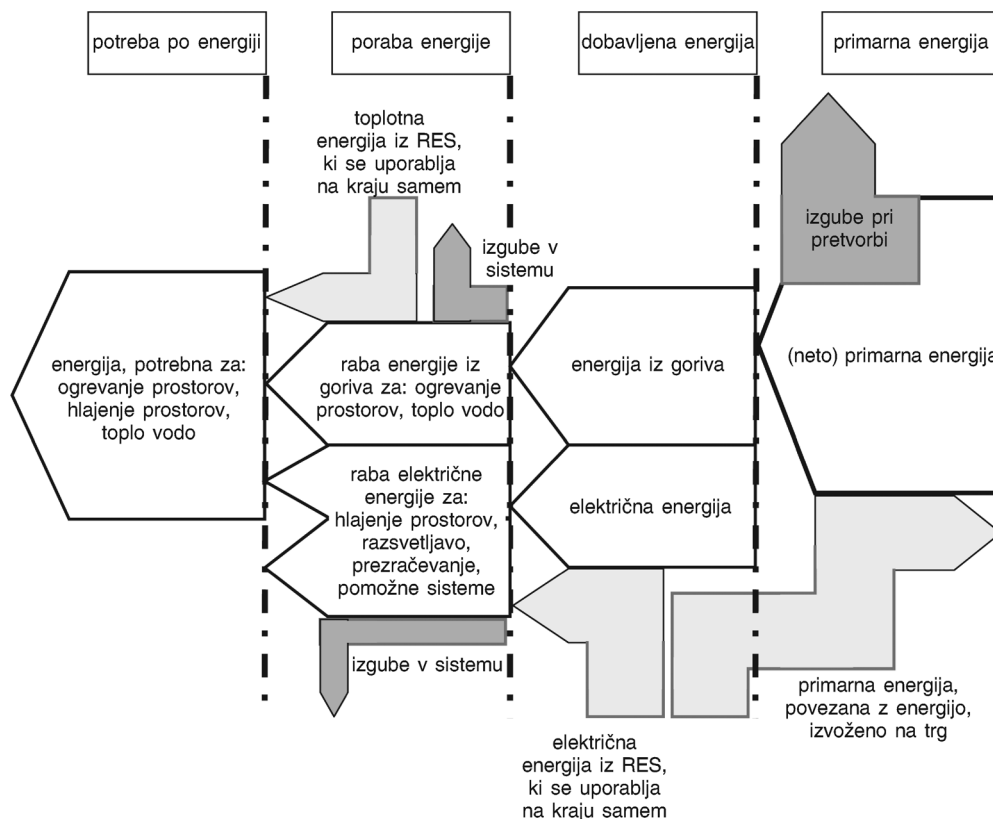 potreba po energiji
poraba energije
dobavljena energija
primarna energija
toplotna
energija iz RES,
ki se uporablja
na kraju samem
izgube v
sistemu
izgube pri
pretvorbi
energija, potrebna za:
ogrevanje prostorov,
hlajenje prostorov,
toplo vodo
raba energije iz
goriva za: ogrevanje
prostorov, toplo vodo
energija iz goriva
(neto) primarna energija
raba električne
energije za:
hlajenje prostorov,
razsvetljavo,
prezračevanje,
pomožne sisteme
električna energija
izgube v sistemu
električna
energija iz RES,
ki se uporablja
na kraju samem
primarna energija,
povezana z energijo,
izvoženo na trg